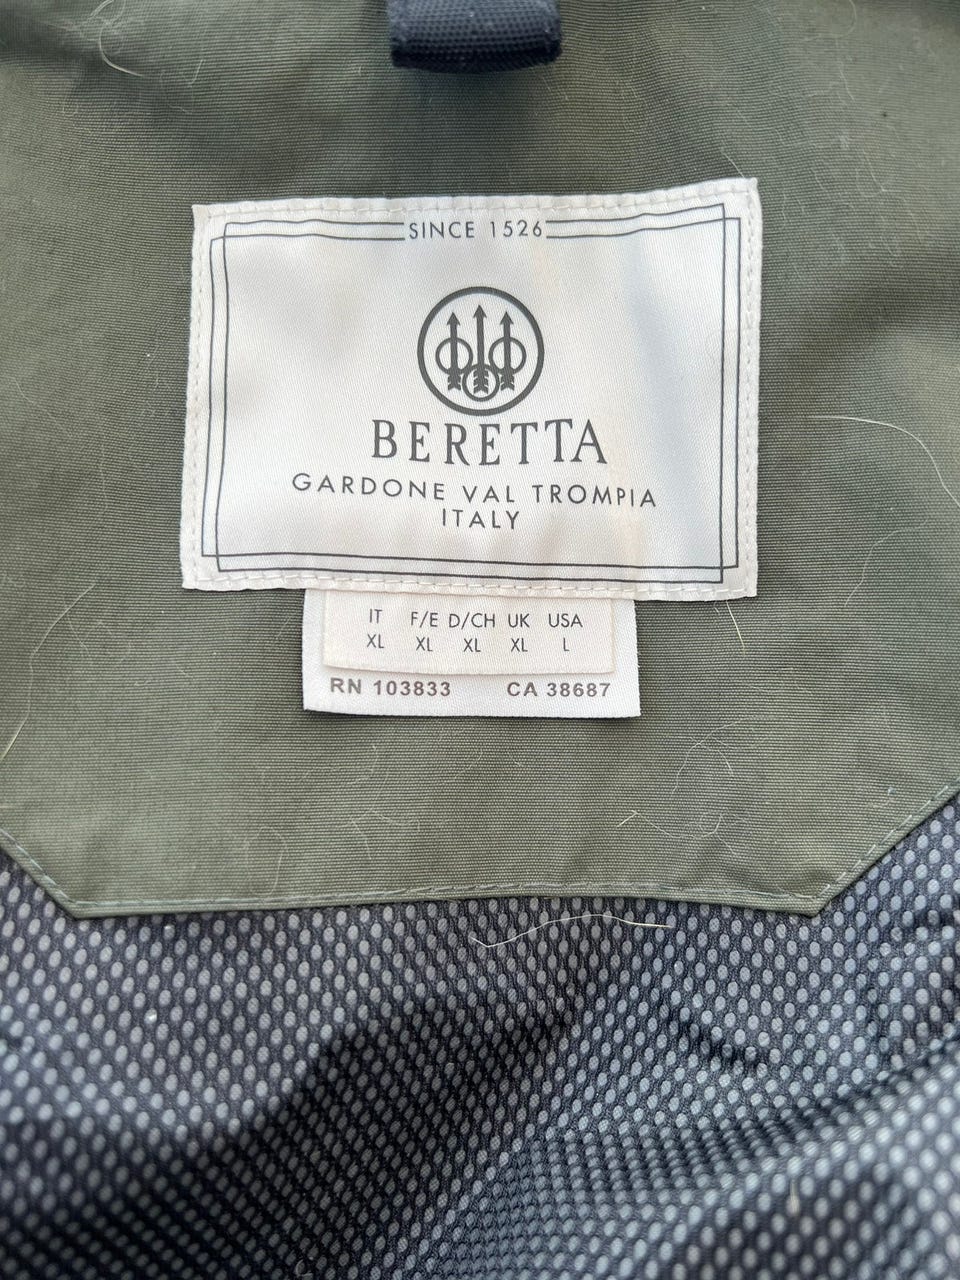 SINCE 1526
BERETTA
GARDONE VAL TROMPIA
ITALY
IT F/E D/CH UK USA
XL XL XL XL L
RN 103833 CA 38687